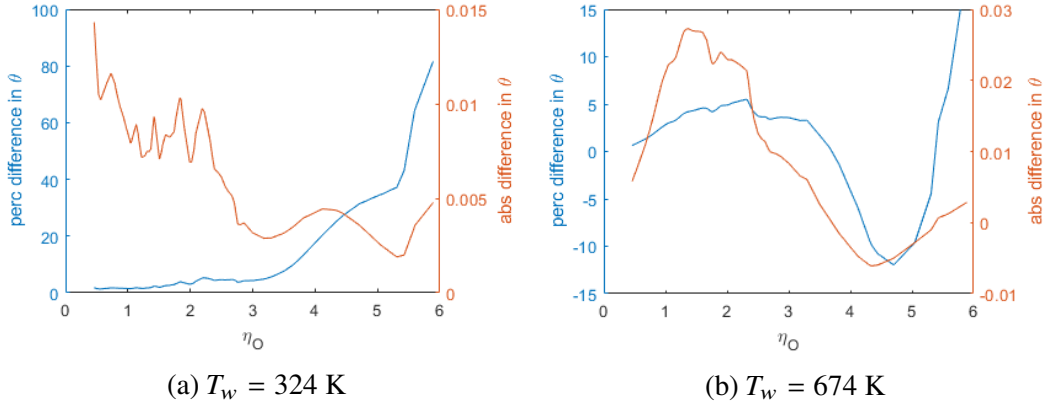 100
80
60
40
20
0
perc difference in θ
0.015
0.01
0.005
0
abs difference in θ
0 1 2 3 4 5 6
η_O
(a) T_w = 324 K
15
10
5
0
-5
-10
-15
perc difference in θ
0.03
0.02
0.01
0
-0.01
abs difference in θ
0 1 2 3 4 5 6
η_O
(b) T_w = 674 K